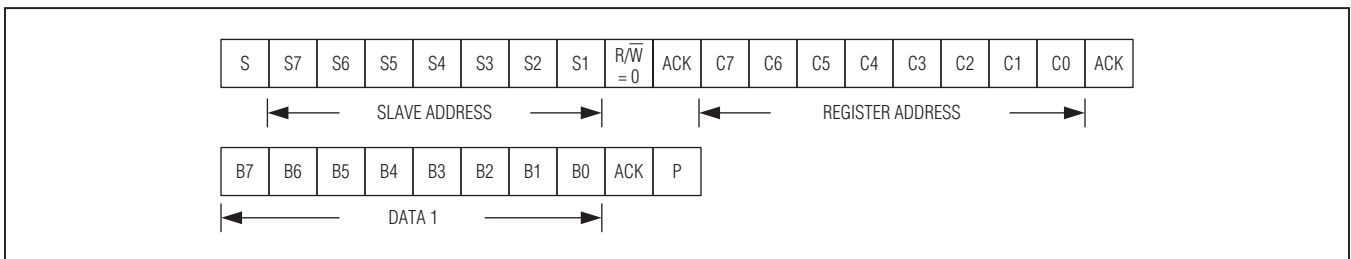 S S7 S6 S5 S4 S3 S2 S1 R/W̅ = 0 ACK C7 C6 C5 C4 C3 C2 C1 C0 ACK
SLAVE ADDRESS REGISTER ADDRESS
B7 B6 B5 B4 B3 B2 B1 B0 ACK P
DATA 1